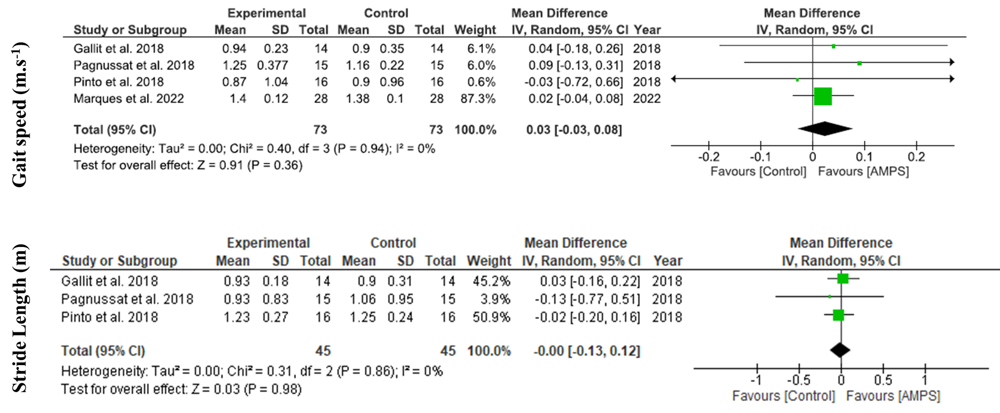 Gait speed (m.s-1)
Experimental Control Mean Difference Mean Difference
Study or Subgroup Mean SD Total Mean SD Total Weight IV, Random, 95% CI Year IV, Random, 95% CI
Gallit et al. 2018 0.94 0.23 14 0.9 0.35 14 6.1% 0.04 [-0.18, 0.26] 2018
Pagnussat et al. 2018 1.25 0.377 15 1.16 0.22 15 6.0% 0.09 [-0.13, 0.31] 2018
Pinto et al. 2018 0.87 1.04 16 0.9 0.96 16 0.6% -0.03 [-0.72, 0.66] 2018
Marques et al. 2022 1.4 0.12 28 1.38 0.1 28 87.3% 0.02 [-0.04, 0.08] 2022
Total (95% CI) 73 73 100.0% 0.03 [-0.03, 0.08]
Heterogeneity: Tau² = 0.00; Chi² = 0.40, df = 3 (P = 0.94); I² = 0%
Test for overall effect: Z = 0.91 (P = 0.36)
-0.2 -0.1 0 0.1 0.2
Favours [Control] Favours [AMPS]
Stride Length (m)
Experimental Control Mean Difference Mean Difference
Study or Subgroup Mean SD Total Mean SD Total Weight IV, Random, 95% CI Year IV, Random, 95% CI
Gallit et al. 2018 0.93 0.18 14 0.9 0.31 14 45.2% 0.03 [-0.16, 0.22] 2018
Pagnussat et al. 2018 0.93 0.83 15 1.06 0.95 15 3.9% -0.13 [-0.77, 0.51] 2018
Pinto et al. 2018 1.23 0.27 16 1.25 0.24 16 50.9% -0.02 [-0.20, 0.16] 2018
Total (95% CI) 45 45 100.0% -0.00 [-0.13, 0.12]
Heterogeneity: Tau² = 0.00; Chi² = 0.31, df = 2 (P = 0.86); I² = 0%
Test for overall effect: Z = 0.03 (P = 0.98)
-1 -0.5 0 0.5 1
Favours [Control] Favours [AMPS]